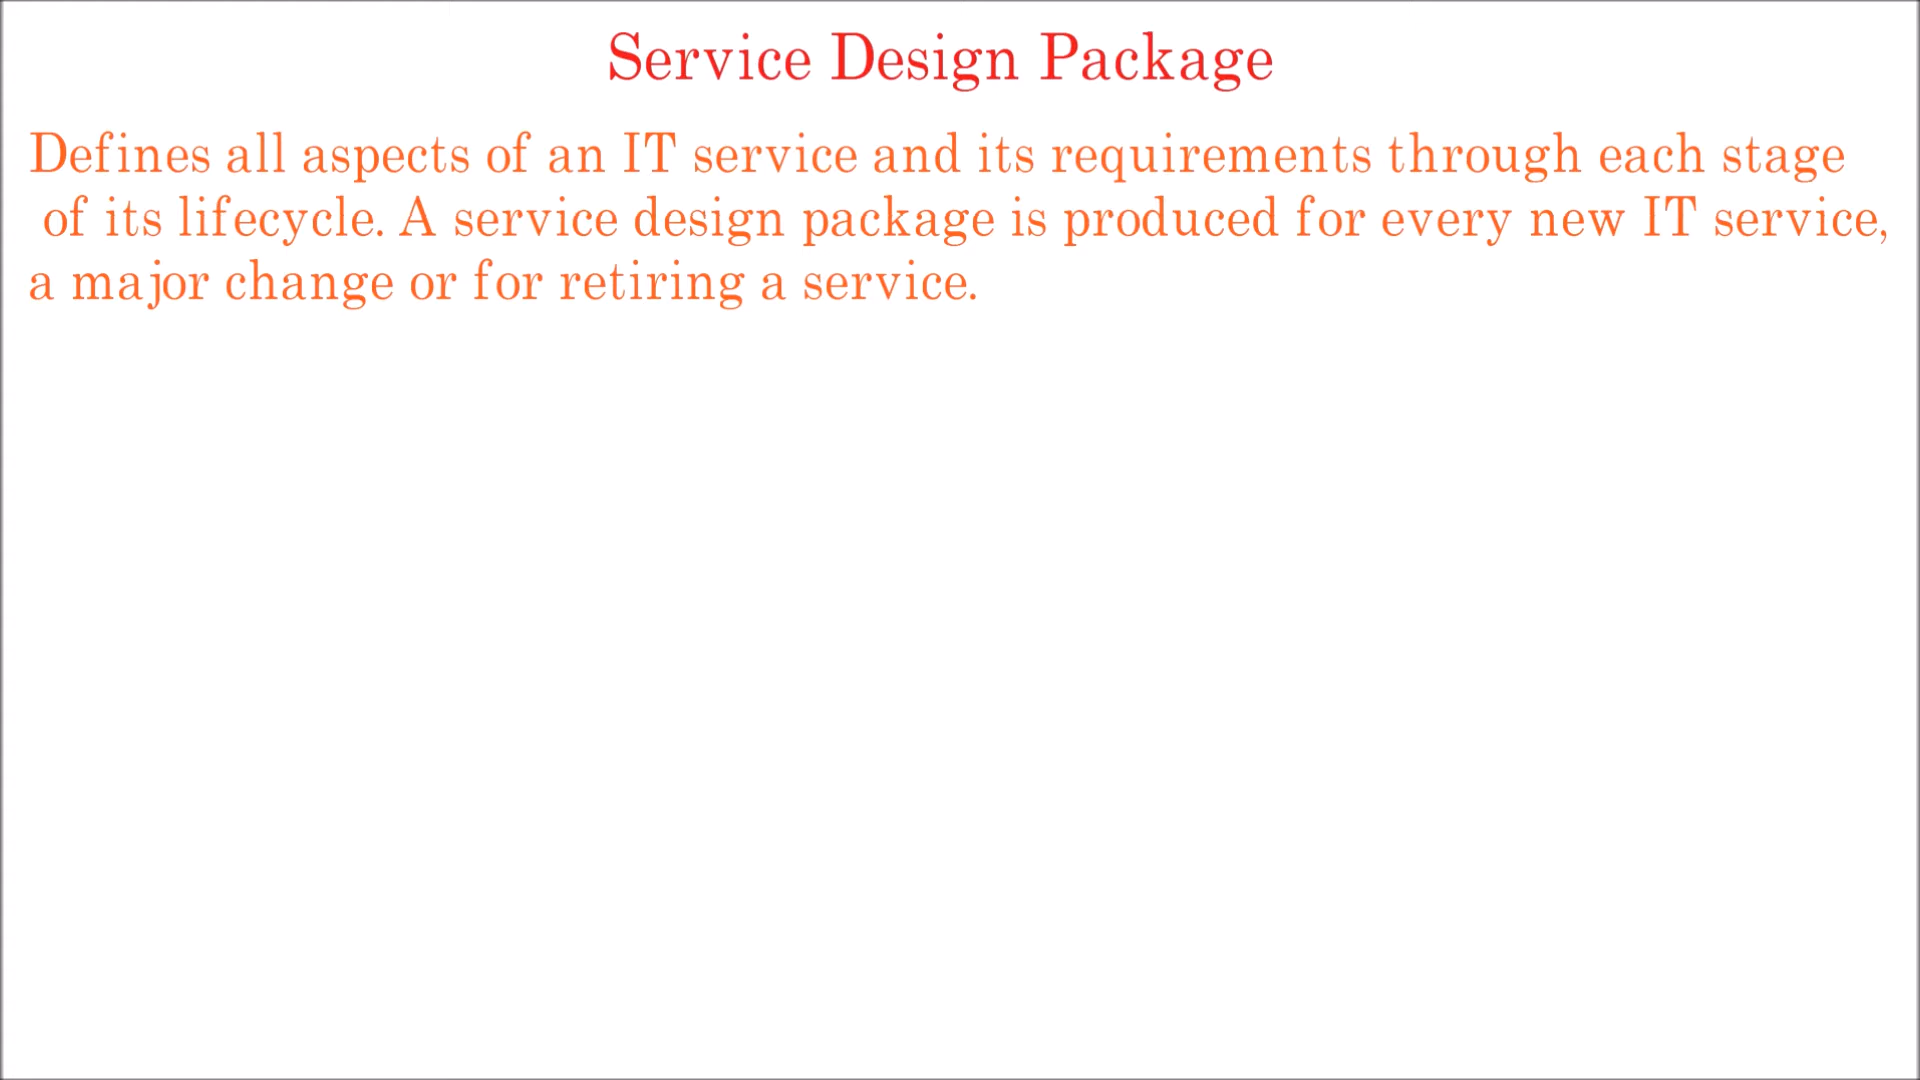 Service Design Package
Defines all aspects of an IT service and its requirements through each stage
of its lifecycle. A service design package is produced for every new IT service,
a major change or for retiring a service.